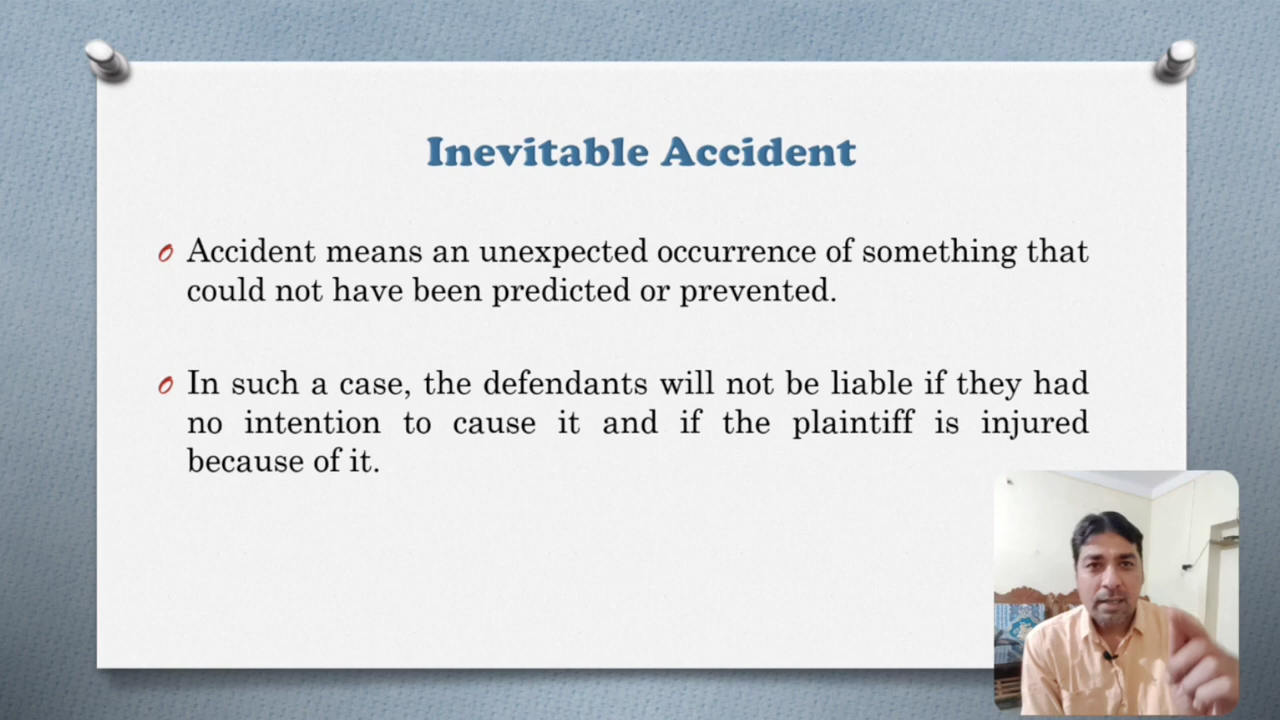 Inevitable Accident
Accident means an unexpected occurrence of something that
could not have been predicted or prevented.
In such a case, the defendants will not be liable if they had
no intention to cause it and if the plaintiff is injured
because of it.